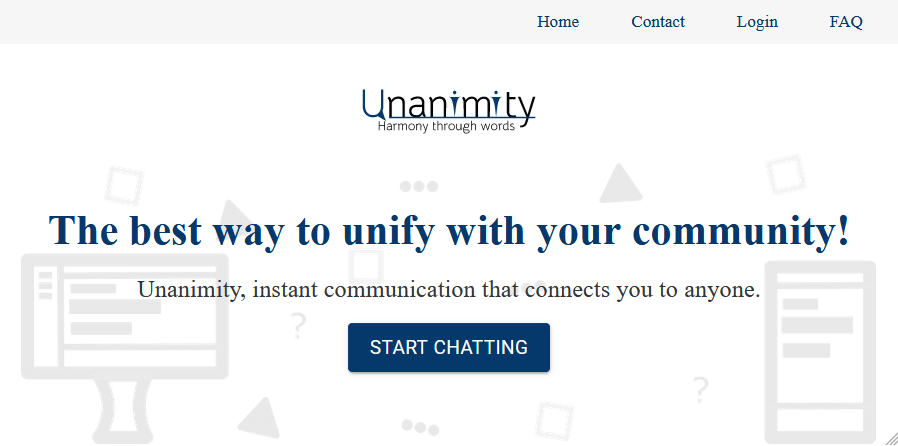 Home Contact Login FAQ
Unanimity
Harmony through words
The best way to unify with your community!
Unanimity, instant communication that connects you to anyone.
?
START CHATTING
?